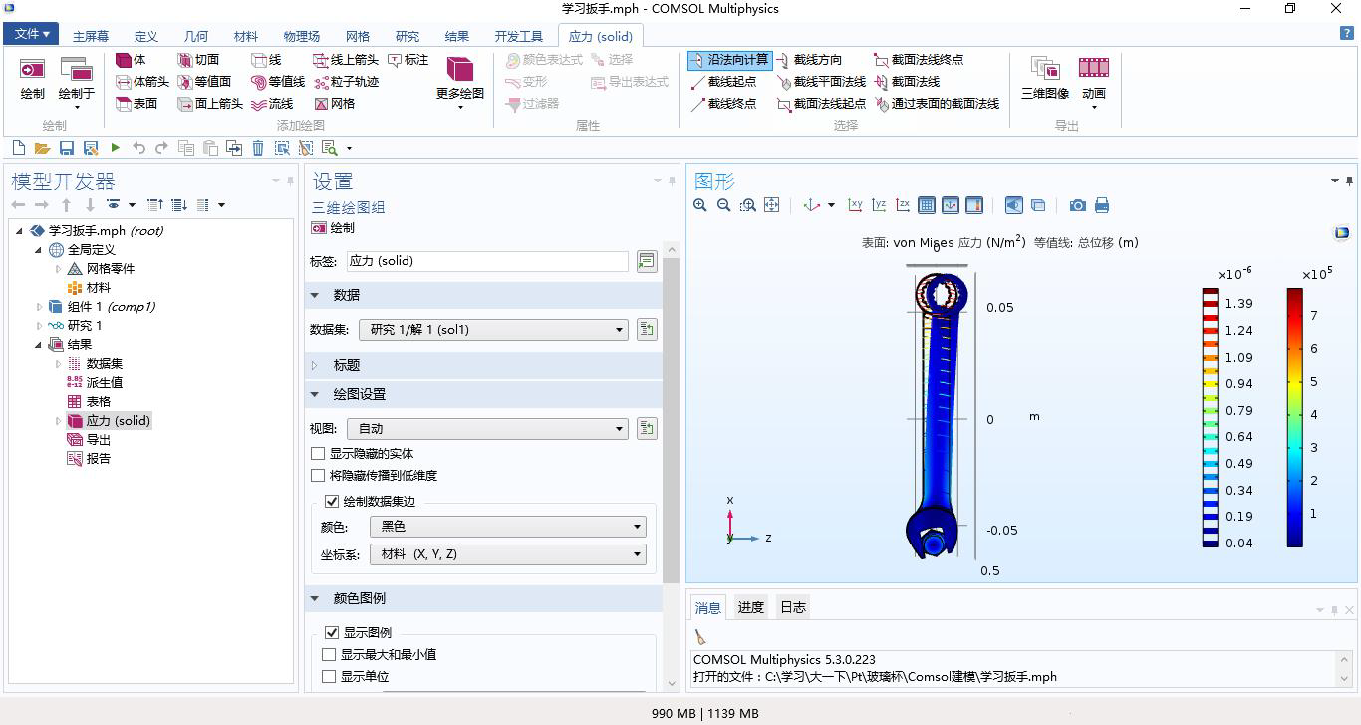 学习扳手.mph - COMSOL Multiphysics
文件 主屏幕 定义 几何 材料 物理场 网格 研究 结果 开发工具 应力 (solid)
绘制 绘制于
绘制
体 切面 线 线上箭头 标注
体箭头 等值面 等值线 粒子轨迹
表面 面上箭头 流线 网格
更多绘图
添加绘图
颜色表达式 选择
变形 导出表达式
过滤器
属性
沿法向计算 截线方向 截面法线终点
截线起点 截线平面法线 截面法线
截线终点 截面法线起点 通过表面的截面法线
选择
三维图像 动画
导出
模型开发器
学习扳手.mph (root)
全局定义
网格零件
材料
组件 1 (comp1)
研究 1
结果
数据集
8.85
e-12
派生值
表格
应力 (solid)
导出
报告
设置
三维绘图组
绘制
标签: 应力 (solid)
数据
数据集: 研究 1/解 1 (sol1)
标题
绘图设置
视图: 自动
显示隐藏的实体
将隐藏传播到低维度
绘制数据集边
颜色: 黑色
坐标系: 材料 (X, Y, Z)
颜色图例
显示图例
显示最大和最小值
显示单位
图形
xy yz zx
表面: von Mises 应力 (N/m²) 等值线: 总位移 (m)
0.05
0
-0.05
0.5
m
x
y
z
×10⁻⁶
1.39
1.24
1.09
0.94
0.79
0.64
0.49
0.34
0.19
0.04
×10⁵
7
6
5
4
3
2
1
消息 进度 日志
COMSOL Multiphysics 5.3.0.223
打开的文件：C:\学习\大一下\Pt\玻璃杯\Comsol建模\学习扳手.mph
990 MB | 1139 MB